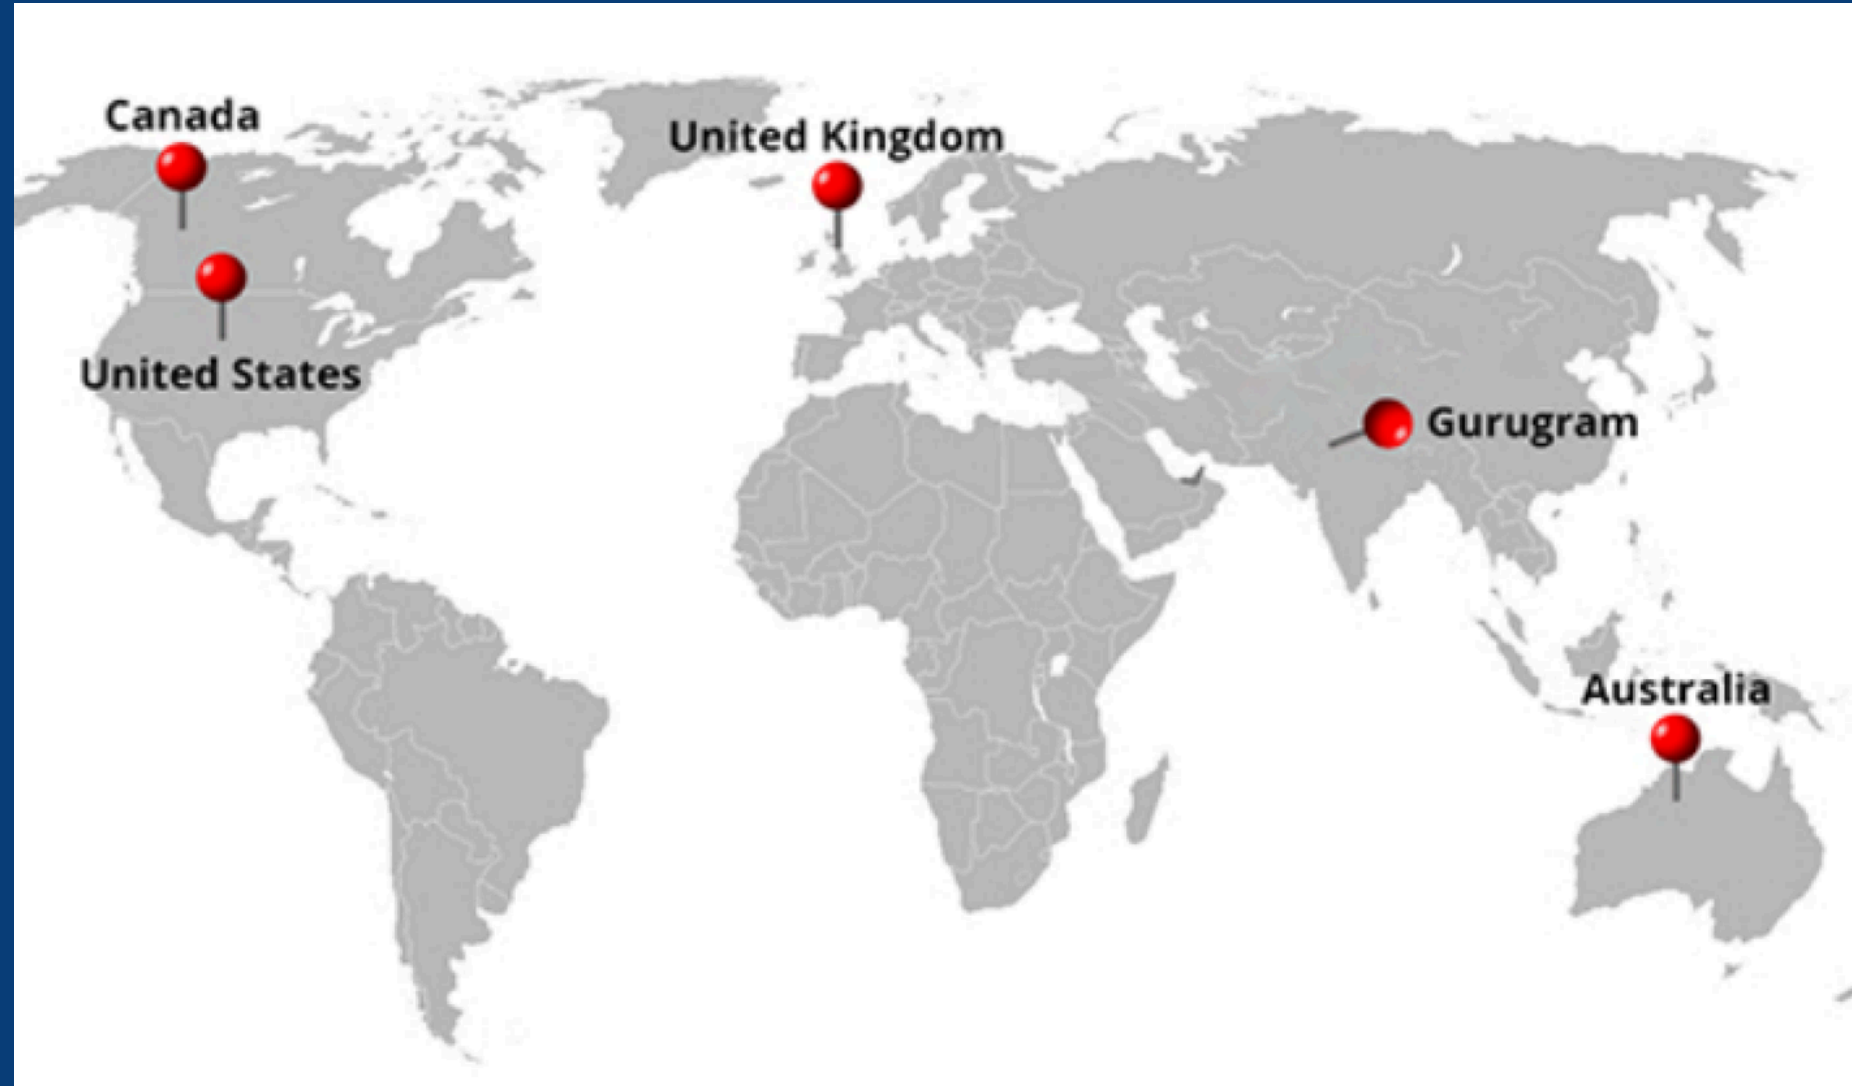 Canada
United Kingdom
United States
Gurugram
Australia